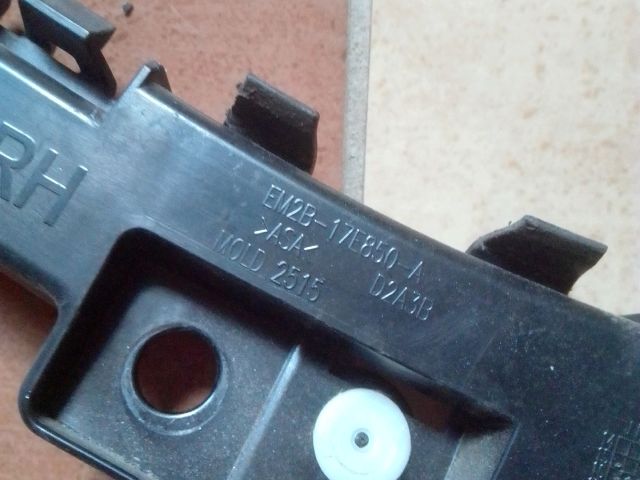 RH
EM2B-17E850-A
>ASA< D2A3B
MOLD 2515